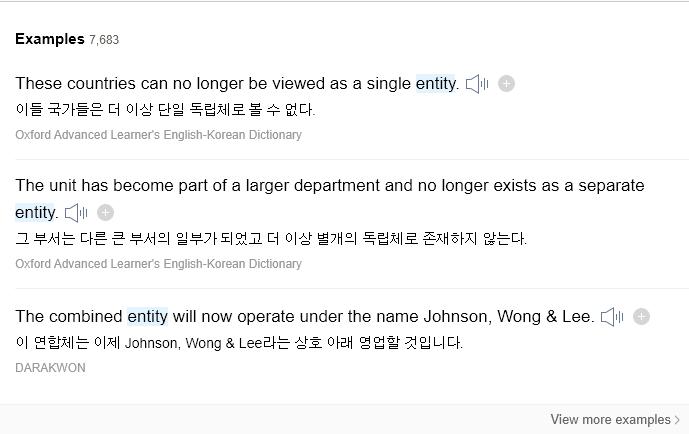 Examples 7,683
These countries can no longer be viewed as a single entity.
이들 국가들은 더 이상 단일 독립체로 볼 수 없다.
Oxford Advanced Learner's English-Korean Dictionary
The unit has become part of a larger department and no longer exists as a separate
entity.
그 부서는 다른 큰 부서의 일부가 되었고 더 이상 별개의 독립체로 존재하지 않는다.
Oxford Advanced Learner's English-Korean Dictionary
The combined entity will now operate under the name Johnson, Wong & Lee.
이 연합체는 이제 Johnson, Wong & Lee라는 상호 아래 영업할 것입니다.
DARAKWON
View more examples